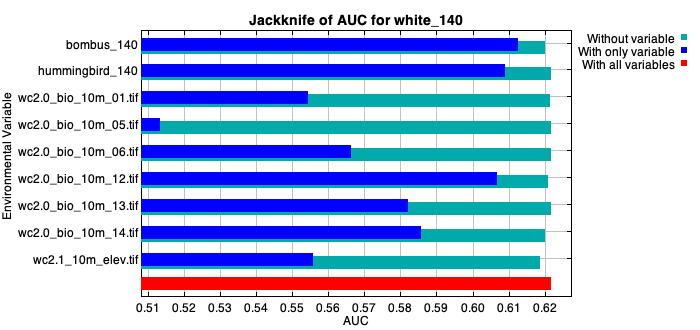 Jackknife of AUC for white_140
Without variable
With only variable
With all variables
Environmental Variable
bombus_140
hummingbird_140
wc2.0_bio_10m_01.tif
wc2.0_bio_10m_05.tif
wc2.0_bio_10m_06.tif
wc2.0_bio_10m_12.tif
wc2.0_bio_10m_13.tif
wc2.0_bio_10m_14.tif
wc2.1_10m_elev.tif
0.51 0.52 0.53 0.54 0.55 0.56 0.57 0.58 0.59 0.60 0.61 0.62
AUC